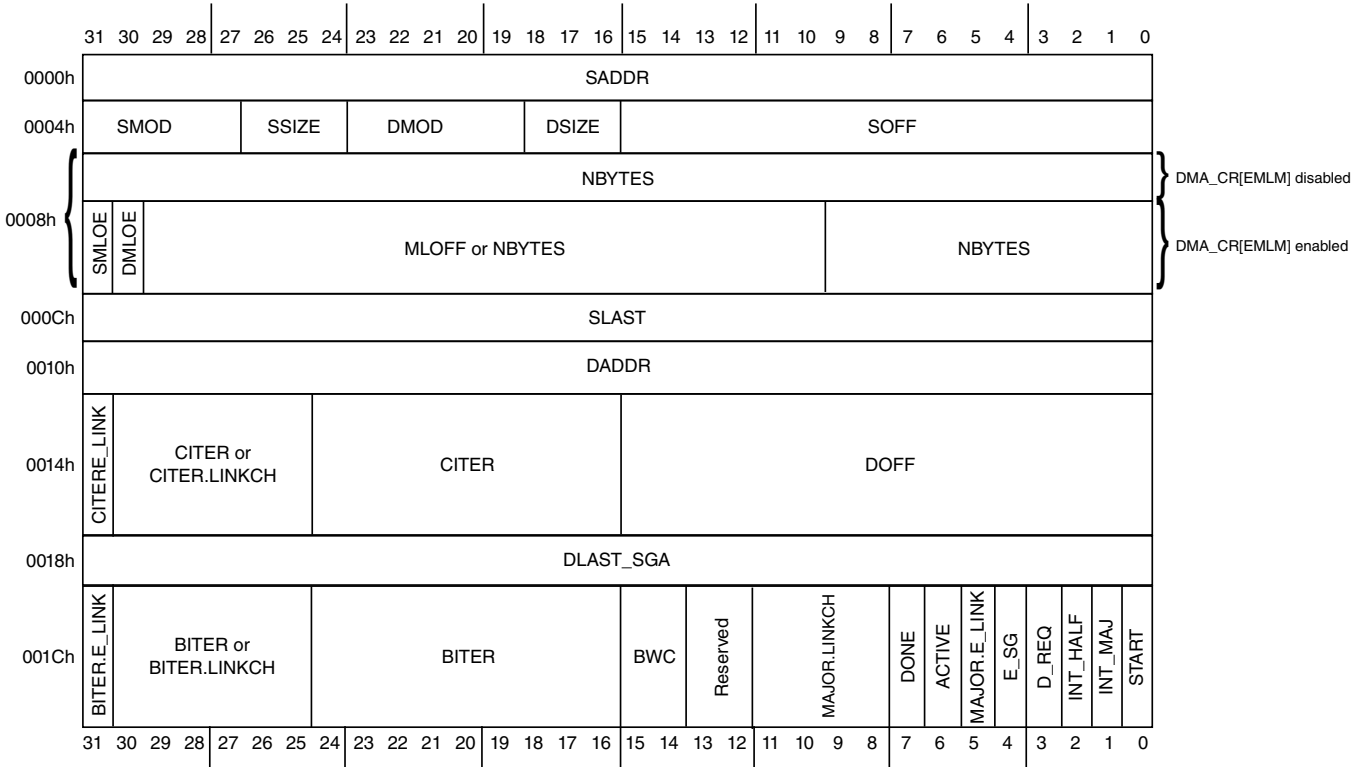 31 30 29 28 27 26 25 24 23 22 21 20 19 18 17 16 15 14 13 12 11 10 9 8 7 6 5 4 3 2 1 0
0000h SADDR
0004h SMOD SSIZE DMOD DSIZE SOFF
NBYTES DMA_CR[EMLM] disabled
0008h SMLOE DMLOE MLOFF or NBYTES NBYTES DMA_CR[EMLM] enabled
000Ch SLAST
0010h DADDR
0014h CITERE_LINK CITER or
CITER.LINKCH CITER DOFF
0018h DLAST_SGA
001Ch BITER.E_LINK BITER or
BITER.LINKCH BITER BWC Reserved MAJOR.LINKCH DONE ACTIVE MAJOR.E_LINK E_SG D_REQ INT_HALF INT_MAJ START
31 30 29 28 27 26 25 24 23 22 21 20 19 18 17 16 15 14 13 12 11 10 9 8 7 6 5 4 3 2 1 0